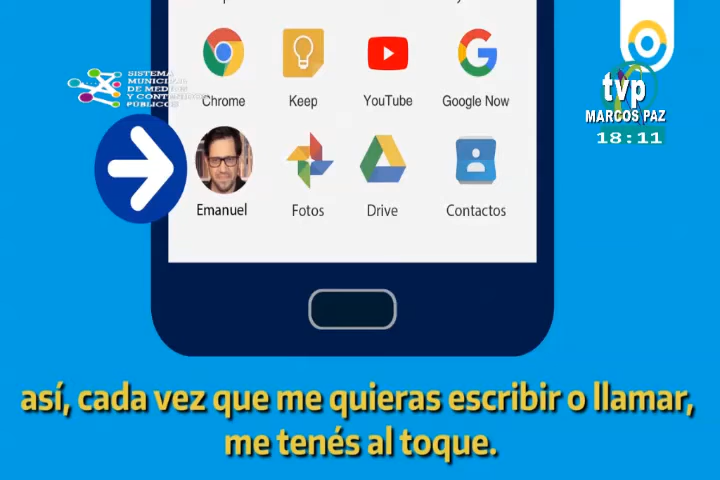 Chrome
Keep
YouTube
Google Now
Emanuel
Fotos
Drive
Contactos
SISTEMA
MUNICIPAL
DE MEDIOS
Y CONTENIDOS
PÚBLICOS
tvp
MARCOS PAZ
18:11
así, cada vez que me quieras escribir o llamar,
me tenés al toque.